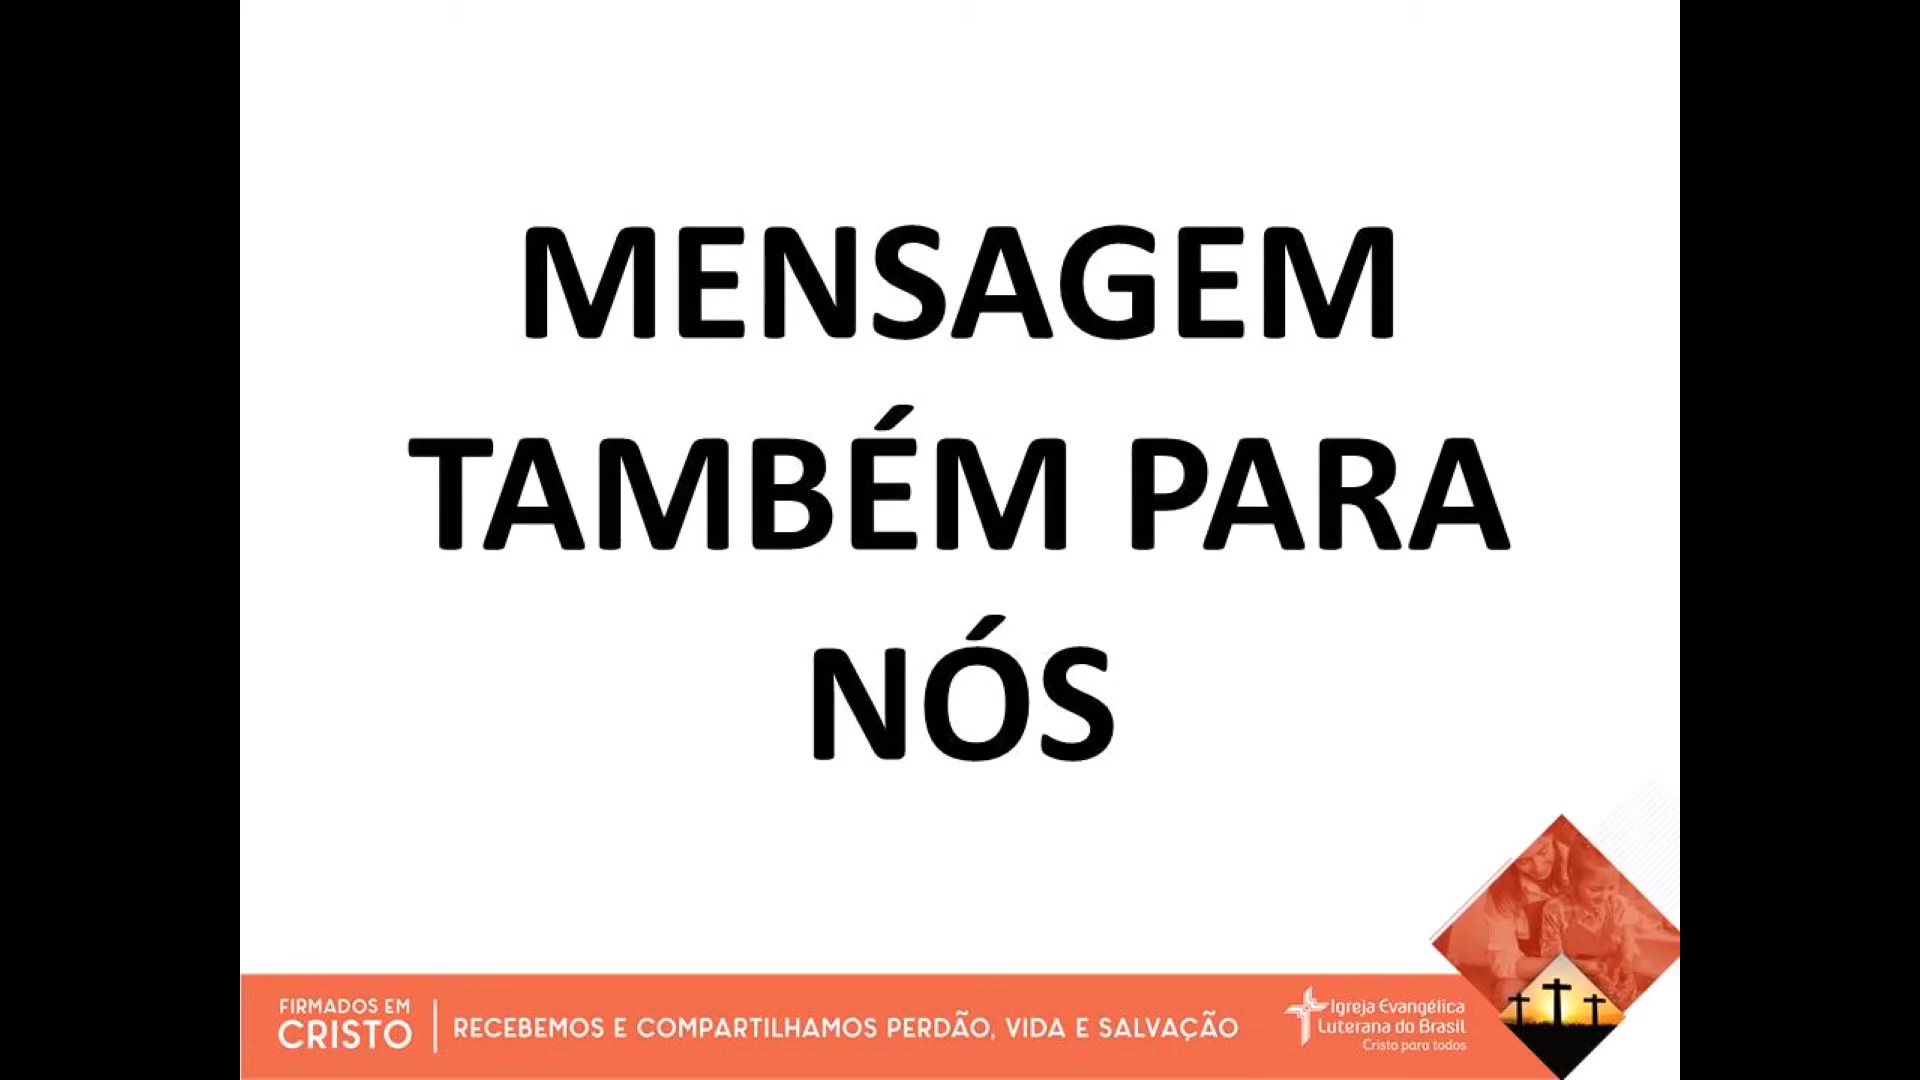 MENSAGEM
TAMBÉM PARA
NÓS
FIRMADOS EM
CRISTO
RECEBEMOS E COMPARTILHAMOS PERDÃO, VIDA E SALVAÇÃO
Igreja Evangélica
Luterana do Brasil
Cristo para todos